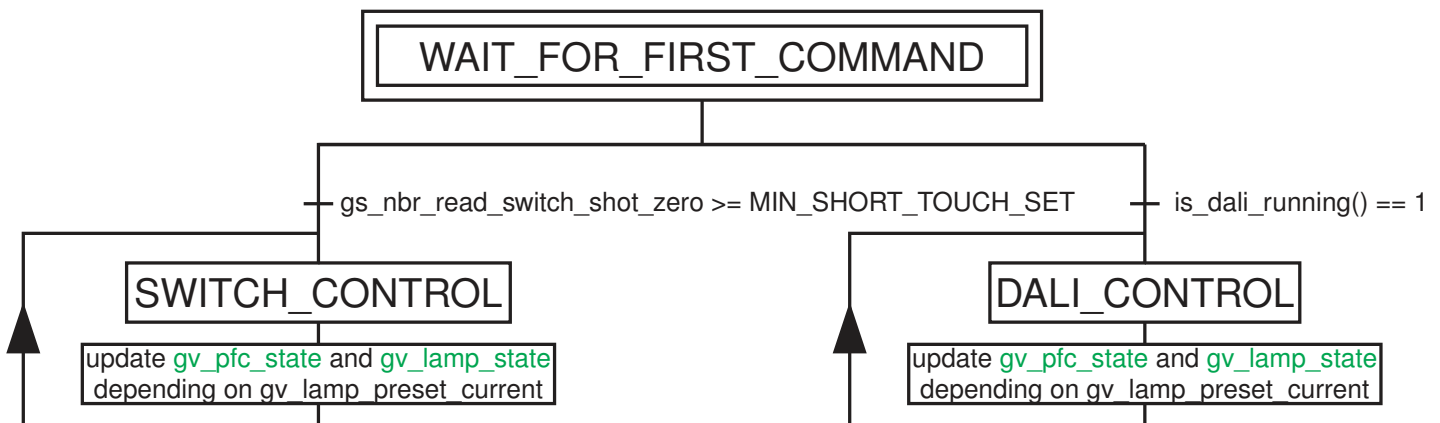 WAIT_FOR_FIRST_COMMAND
gs_nbr_read_switch_shot_zero >= MIN_SHORT_TOUCH_SET
is_dali_running() == 1
SWITCH_CONTROL
DALI_CONTROL
update gv_pfc_state and gv_lamp_state
depending on gv_lamp_preset_current
update gv_pfc_state and gv_lamp_state
depending on gv_lamp_preset_current